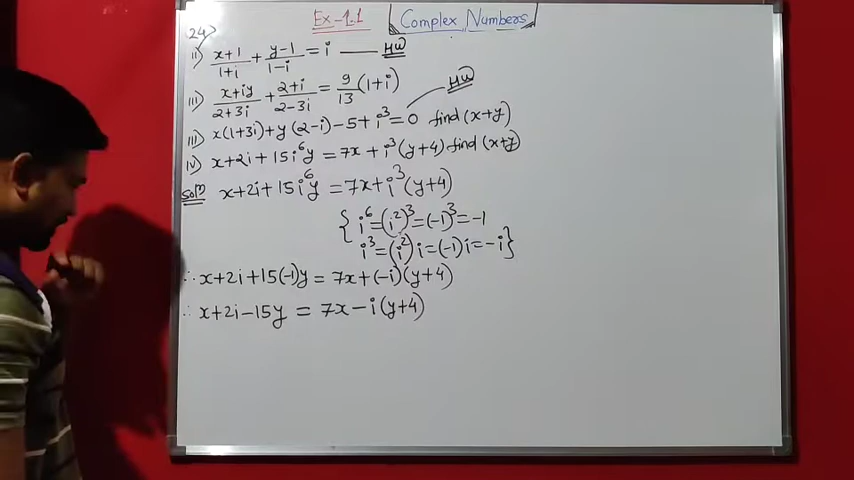 Ex-1.1 Complex Numbers
24)
ii) (x+1)/(1+i) + (y-1)/(1-i) = i — HW
iii) (x+iy)/(2+3i) + (2+i)/(2-3i) = 9/13 (1+i)
iii) x(1+3i)+y(2-i)-5+i³=0 find (x+y) HW
iv) x+2i+15i⁶y = 7x+i³(y+4) find (x+y)
Solⁿ) x+2i+15i⁶y = 7x+i³(y+4)
{ i⁶=(i²)³=(-1)³=-1
i³=(i²)i=(-1)i=-i }
∴ x+2i+15(-1)y = 7x+(-i)(y+4)
∴ x+2i-15y = 7x-i(y+4)